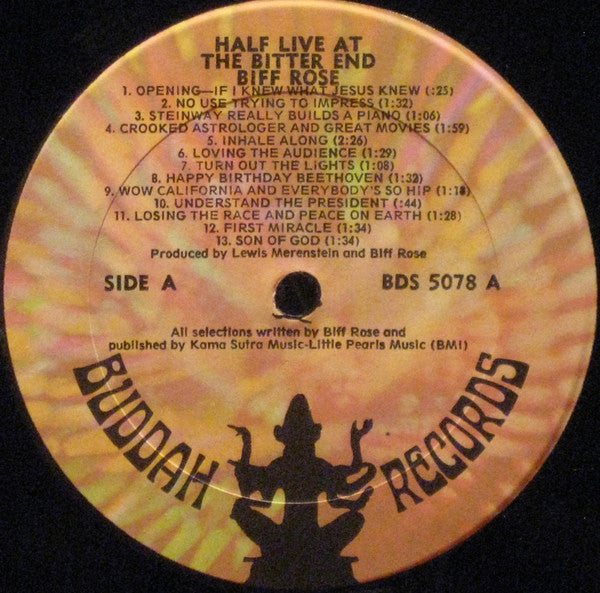 HALF LIVE AT
THE BITTER END
BIFF ROSE
1. OPENING—IF I KNEW WHAT JESUS KNEW (:25)
2. NO USE TRYING TO IMPRESS (1:32)
3. STEINWAY REALLY BUILDS A PIANO (1:06)
4. CROOKED ASTROLOGER AND GREAT MOVIES (1:59)
5. INHALE ALONG (2:26)
6. LOVING THE AUDIENCE (1:29)
7. TURN OUT THE LIGHTS (1:08)
8. HAPPY BIRTHDAY BEETHOVEN (1:32)
9. WOW CALIFORNIA AND EVERYBODY'S SO HIP (1:18)
10. UNDERSTAND THE PRESIDENT (:44)
11. LOSING THE RACE AND PEACE ON EARTH (1:28)
12. FIRST MIRACLE (1:34)
13. SON OF GOD (1:34)
Produced by Lewis Merenstein and Biff Rose
SIDE A BDS 5078 A
All selections written by Biff Rose and
published by Kama Sutra Music-Little Pearls Music (BMI)
BUDDAH RECORDS